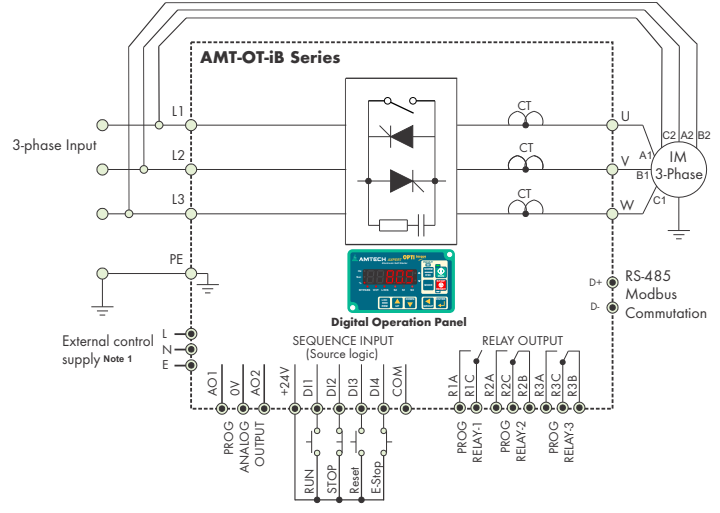 AMT-OT-iB Series
L1
CT
U
C2 A2 B2
3-phase Input
A1
IM
3-Phase
L2
CT
V
B1
C1
L3
CT
W
PE
AMTECH
Digital Operation Panel
D+
D-
RS-485
Modbus
Commutation
External control
supply Note 1
L
N
E
SEQUENCE INPUT
(Source logic)
RELAY OUTPUT
AO1
0V
AO2
+24V
DI1
DI2
DI3
DI4
COM
R1A
R1C
R2A
R2C
R2B
R3A
R3C
R3B
PROG
ANALOG
OUTPUT
RUN
STOP
Reset
E-Stop
PROG
RELAY-1
PROG
RELAY-2
PROG
RELAY-3